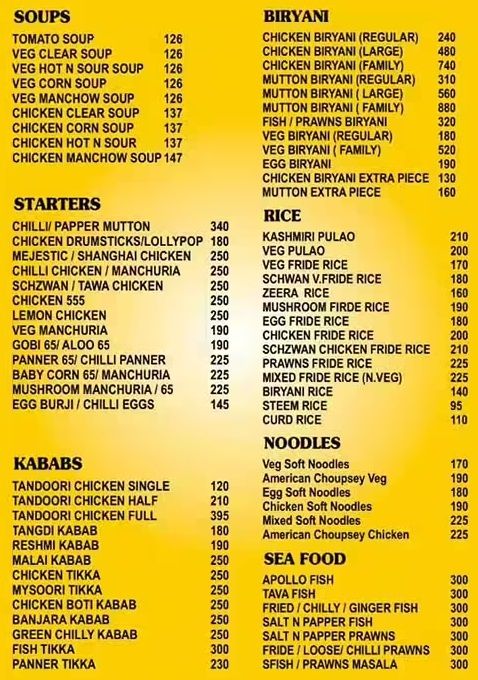 SOUPS
TOMATO SOUP 126
VEG CLEAR SOUP 126
VEG HOT N SOUR SOUP 126
VEG CORN SOUP 126
VEG MANCHOW SOUP 126
CHICKEN CLEAR SOUP 137
CHICKEN CORN SOUP 137
CHICKEN HOT N SOUR 137
CHICKEN MANCHOW SOUP 147
STARTERS
CHILLI/ PAPPER MUTTON 340
CHICKEN DRUMSTICKS/LOLLYPOP 180
MEJESTIC / SHANGHAI CHICKEN 250
CHILLI CHICKEN / MANCHURIA 250
SCHZWAN / TAWA CHICKEN 250
CHICKEN 555 250
LEMON CHICKEN 250
VEG MANCHURIA 190
GOBI 65/ ALOO 65 190
PANNER 65/ CHILLI PANNER 225
BABY CORN 65/ MANCHURIA 225
MUSHROOM MANCHURIA / 65 225
EGG BURJI / CHILLI EGGS 145
KABABS
TANDOORI CHICKEN SINGLE 120
TANDOORI CHICKEN HALF 210
TANDOORI CHICKEN FULL 395
TANGDI KABAB 180
RESHMI KABAB 190
MALAI KABAB 250
CHICKEN TIKKA 250
MYSOORI TIKKA 250
CHICKEN BOTI KABAB 250
BANJARA KABAB 250
GREEN CHILLY KABAB 250
FISH TIKKA 300
PANNER TIKKA 230
BIRYANI
CHICKEN BIRYANI (REGULAR) 240
CHICKEN BIRYANI (LARGE) 480
CHICKEN BIRYANI (FAMILY) 740
MUTTON BIRYANI (REGULAR) 310
MUTTON BIRYANI ( LARGE) 560
MUTTON BIRYANI ( FAMILY) 880
FISH / PRAWNS BIRYANI 320
VEG BIRYANI (REGULAR) 180
VEG BIRYANI ( FAMILY) 520
EGG BIRYANI 190
CHICKEN BIRYANI EXTRA PIECE 130
MUTTON EXTRA PIECE 160
RICE
KASHMIRI PULAO 210
VEG PULAO 200
VEG FRIDE RICE 170
SCHWAN V.FRIDE RICE 180
ZEERA RICE 160
MUSHROOM FIRDE RICE 190
EGG FRIDE RICE 180
CHICKEN FRIDE RICE 200
SCHZWAN CHICKEN FRIDE RICE 210
PRAWNS FRIDE RICE 225
MIXED FRIDE RICE (N.VEG) 225
BIRYANI RICE 140
STEEM RICE 95
CURD RICE 110
NOODLES
Veg Soft Noodles 170
American Choupsey Veg 190
Egg Soft Noodles 180
Chicken Soft Noodles 190
Mixed Soft Noodles 225
American Choupsey Chicken 225
SEA FOOD
APOLLO FISH 300
TAVA FISH 300
FRIED / CHILLY / GINGER FISH 300
SALT N PAPPER FISH 300
SALT N PAPPER PRAWNS 300
FRIDE / LOOSE/ CHILLI PRAWNS 300
SFISH / PRAWNS MASALA 300